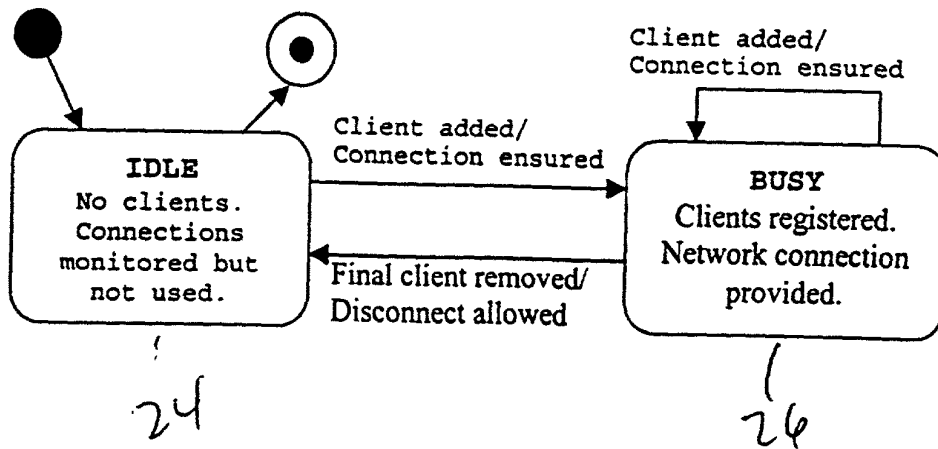 Client added/
Connection ensured
Client added/
Connection ensured
IDLE
No clients.
Connections
monitored but
not used.
BUSY
Clients registered.
Network connection
provided.
Final client removed/
Disconnect allowed
24
26